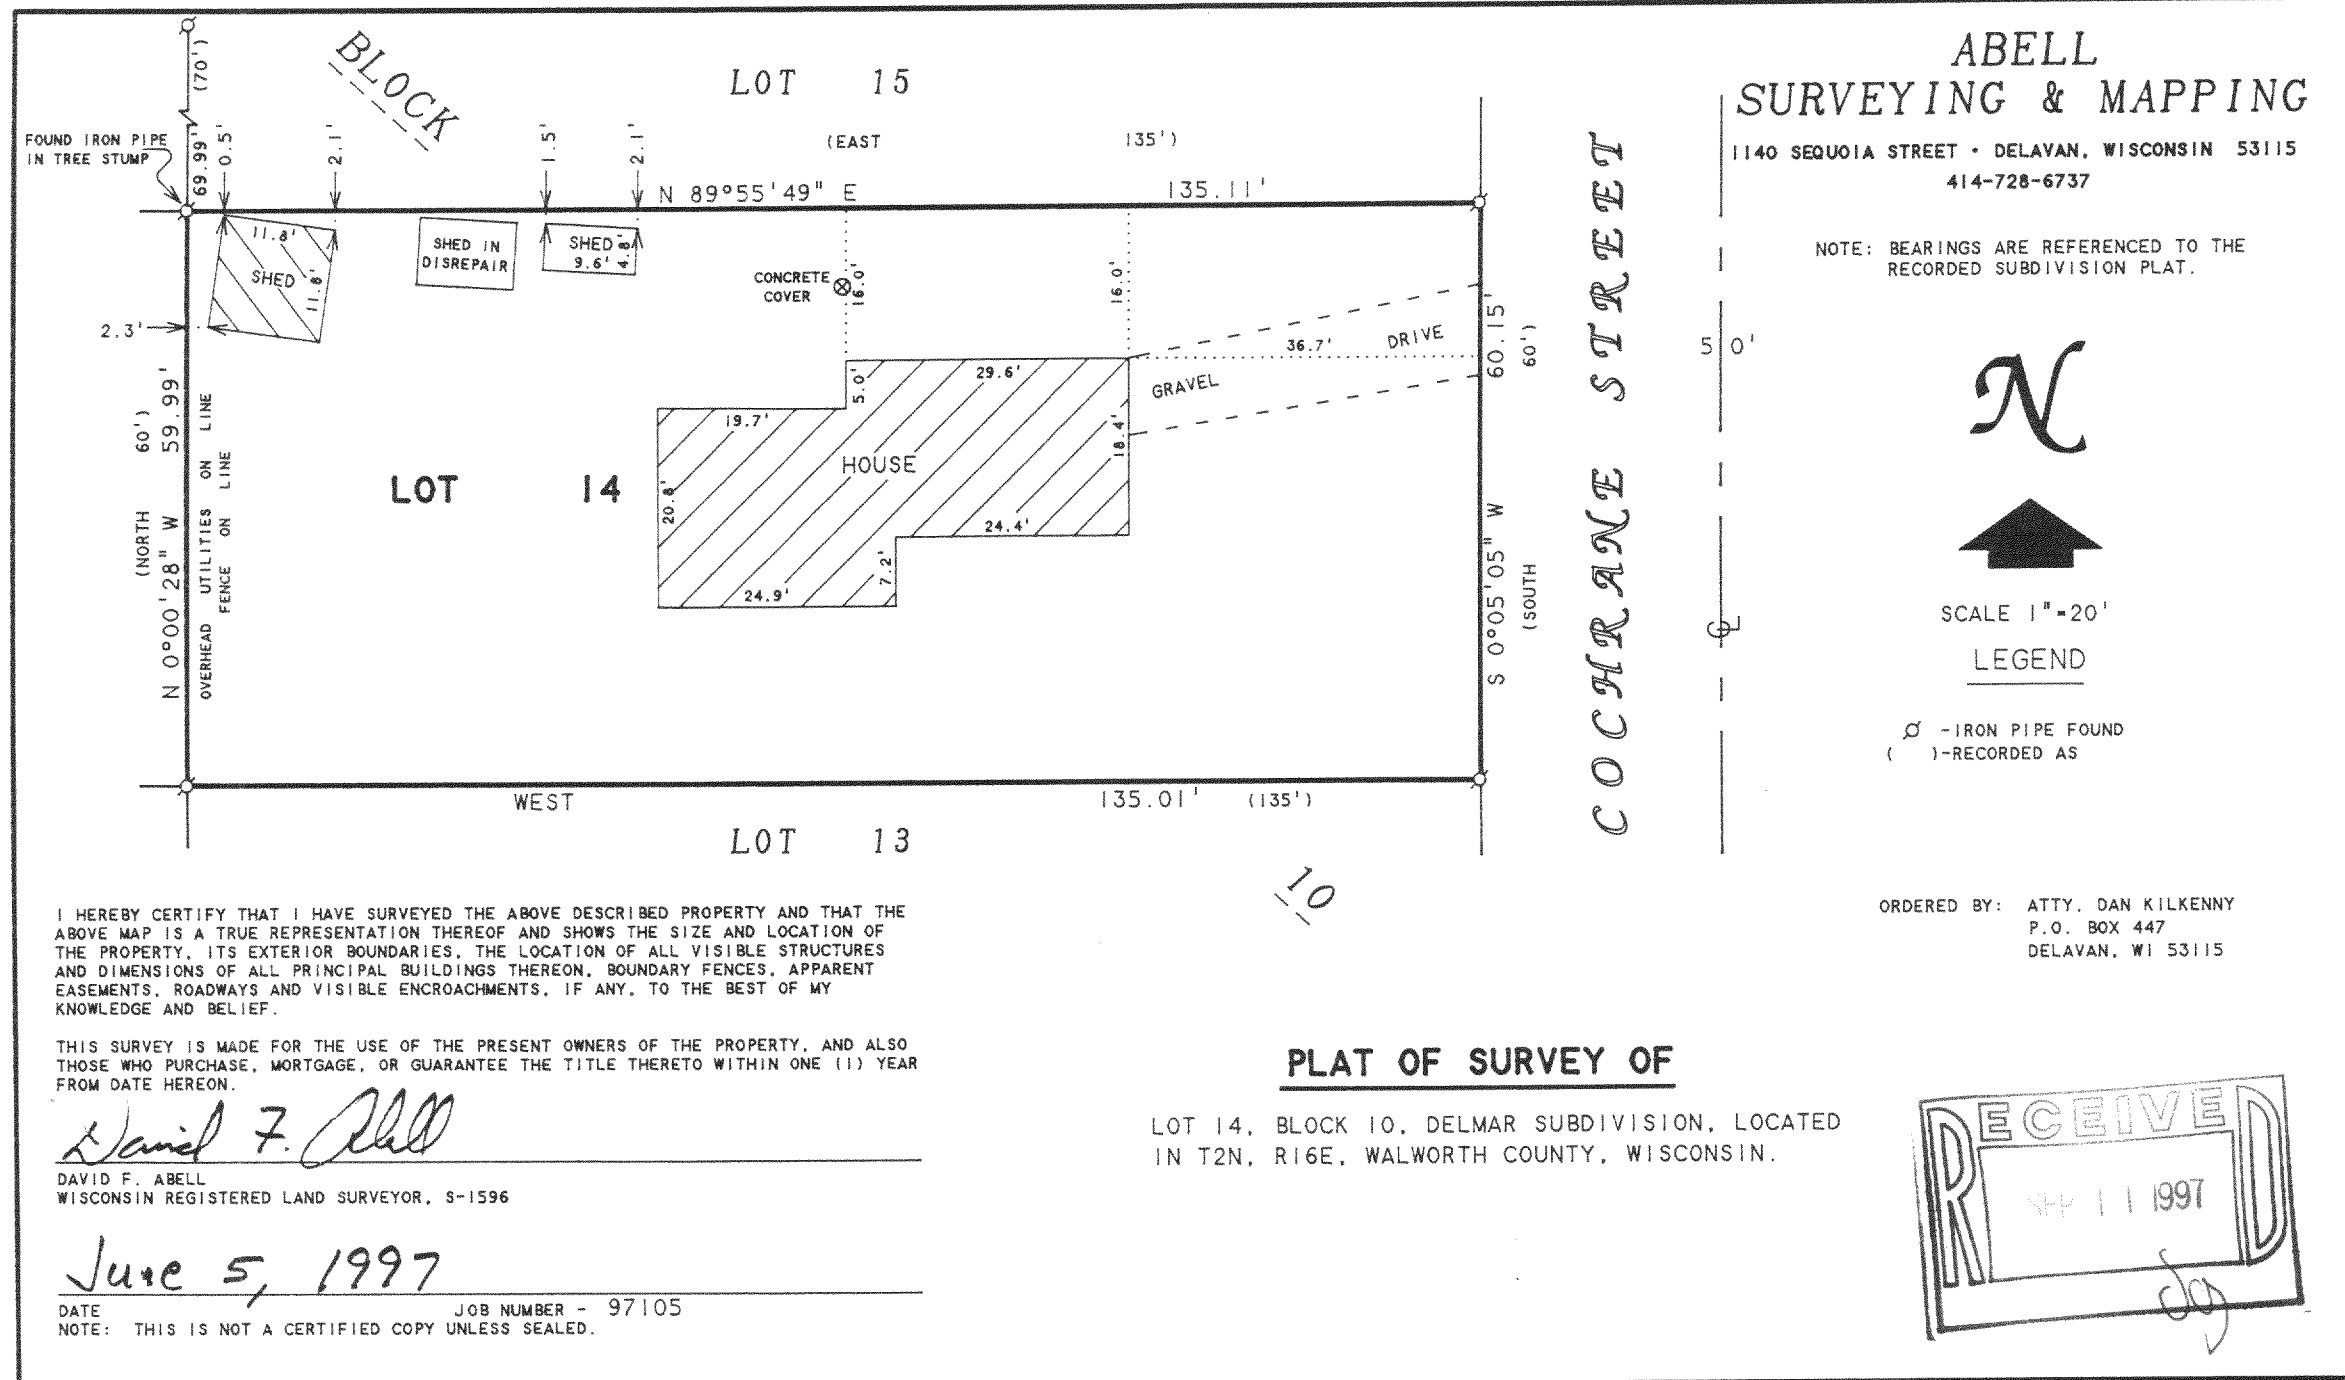 ABELL
SURVEYING & MAPPING
1140 SEQUOIA STREET • DELAVAN, WISCONSIN 53115
414-728-6737
NOTE: BEARINGS ARE REFERENCED TO THE
RECORDED SUBDIVISION PLAT.
N
SCALE 1"=20'
LEGEND
Ø -IRON PIPE FOUND
( )-RECORDED AS
BLOCK
LOT 15
(70')
69.99'
FOUND IRON PIPE
IN TREE STUMP
0.5'
2.1'
1.5'
2.1'
(EAST 135')
N 89°55'49" E 135.11'
11.8'
SHED
11.8'
2.3'
SHED IN
DISREPAIR
SHED
9.6'
4.8'
CONCRETE
COVER
16.0'
16.0'
36.7'
GRAVEL DRIVE
29.6'
5.0'
19.7'
18.4'
HOUSE
20.8'
24.4'
7.2'
24.9'
LOT 14
(NORTH 60')
N 0°00'28" W 59.99'
OVERHEAD UTILITIES ON LINE
FENCE ON LINE
S 0°05'05" W 60.15'
(SOUTH 60')
COCHRANE STREET
50'
WEST 135.01' (135')
LOT 13
10
I HEREBY CERTIFY THAT I HAVE SURVEYED THE ABOVE DESCRIBED PROPERTY AND THAT THE
ABOVE MAP IS A TRUE REPRESENTATION THEREOF AND SHOWS THE SIZE AND LOCATION OF
THE PROPERTY, ITS EXTERIOR BOUNDARIES, THE LOCATION OF ALL VISIBLE STRUCTURES
AND DIMENSIONS OF ALL PRINCIPAL BUILDINGS THEREON, BOUNDARY FENCES, APPARENT
EASEMENTS, ROADWAYS AND VISIBLE ENCROACHMENTS, IF ANY, TO THE BEST OF MY
KNOWLEDGE AND BELIEF.
THIS SURVEY IS MADE FOR THE USE OF THE PRESENT OWNERS OF THE PROPERTY, AND ALSO
THOSE WHO PURCHASE, MORTGAGE, OR GUARANTEE THE TITLE THERETO WITHIN ONE (1) YEAR
FROM DATE HEREON.
David F. Abell
DAVID F. ABELL
WISCONSIN REGISTERED LAND SURVEYOR, S-1596
June 5, 1997
DATE JOB NUMBER - 97105
NOTE: THIS IS NOT A CERTIFIED COPY UNLESS SEALED.
ORDERED BY: ATTY. DAN KILKENNY
P.O. BOX 447
DELAVAN, WI 53115
PLAT OF SURVEY OF
LOT 14, BLOCK 10, DELMAR SUBDIVISION, LOCATED
IN T2N, R16E, WALWORTH COUNTY, WISCONSIN.
RECEIVED
SEP 11 1997